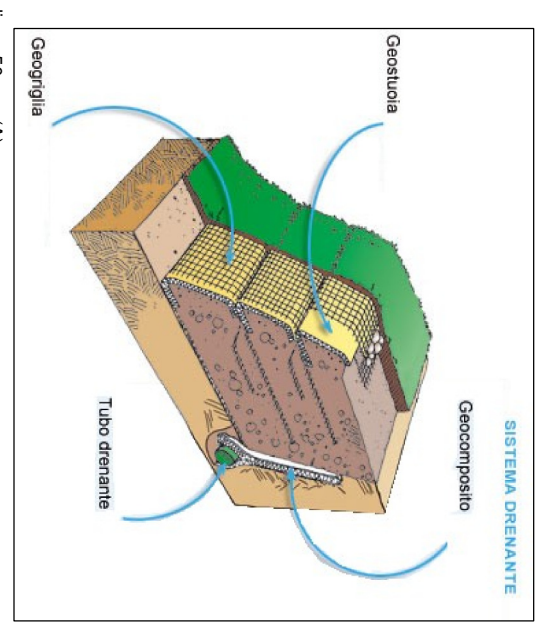 SISTEMA DRENANTE
Geostuoia
Geocomposito
Geogriglia
Tubo drenante